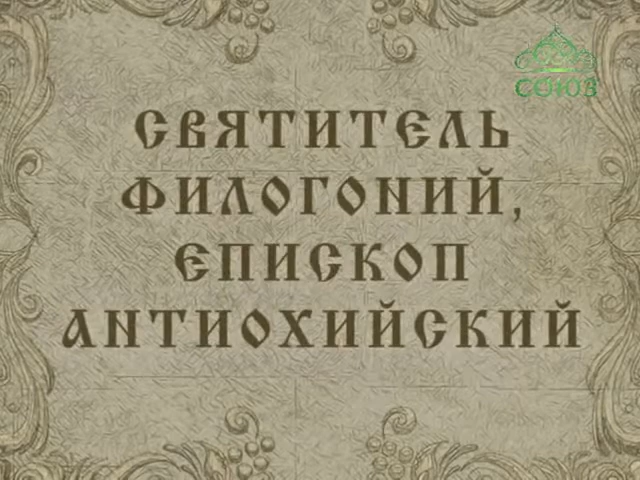 СОЮЗ
СВЯТИТЕЛЬ
ФИЛОГОНИЙ,
ЕПИСКОП
АНТИОХИЙСКИЙ